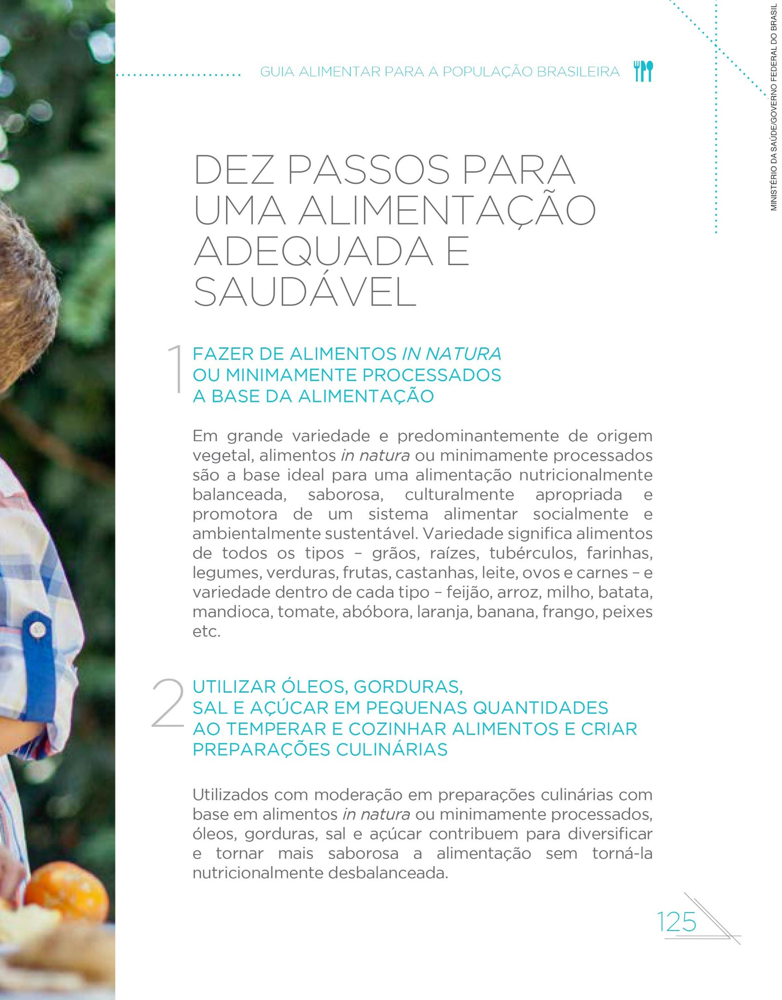 GUIA ALIMENTAR PARA A POPULAÇÃO BRASILEIRA
MINISTÉRIO DA SAÚDE/GOVERNO FEDERAL DO BRASIL
DEZ PASSOS PARA
UMA ALIMENTAÇÃO
ADEQUADA E
SAUDÁVEL
1 FAZER DE ALIMENTOS IN NATURA
OU MINIMAMENTE PROCESSADOS
A BASE DA ALIMENTAÇÃO
Em grande variedade e predominantemente de origem
vegetal, alimentos in natura ou minimamente processados
são a base ideal para uma alimentação nutricionalmente
balanceada, saborosa, culturalmente apropriada e
promotora de um sistema alimentar socialmente e
ambientalmente sustentável. Variedade significa alimentos
de todos os tipos – grãos, raízes, tubérculos, farinhas,
legumes, verduras, frutas, castanhas, leite, ovos e carnes – e
variedade dentro de cada tipo – feijão, arroz, milho, batata,
mandioca, tomate, abóbora, laranja, banana, frango, peixes
etc.
2 UTILIZAR ÓLEOS, GORDURAS,
SAL E AÇÚCAR EM PEQUENAS QUANTIDADES
AO TEMPERAR E COZINHAR ALIMENTOS E CRIAR
PREPARAÇÕES CULINÁRIAS
Utilizados com moderação em preparações culinárias com
base em alimentos in natura ou minimamente processados,
óleos, gorduras, sal e açúcar contribuem para diversificar
e tornar mais saborosa a alimentação sem torná-la
nutricionalmente desbalanceada.
125